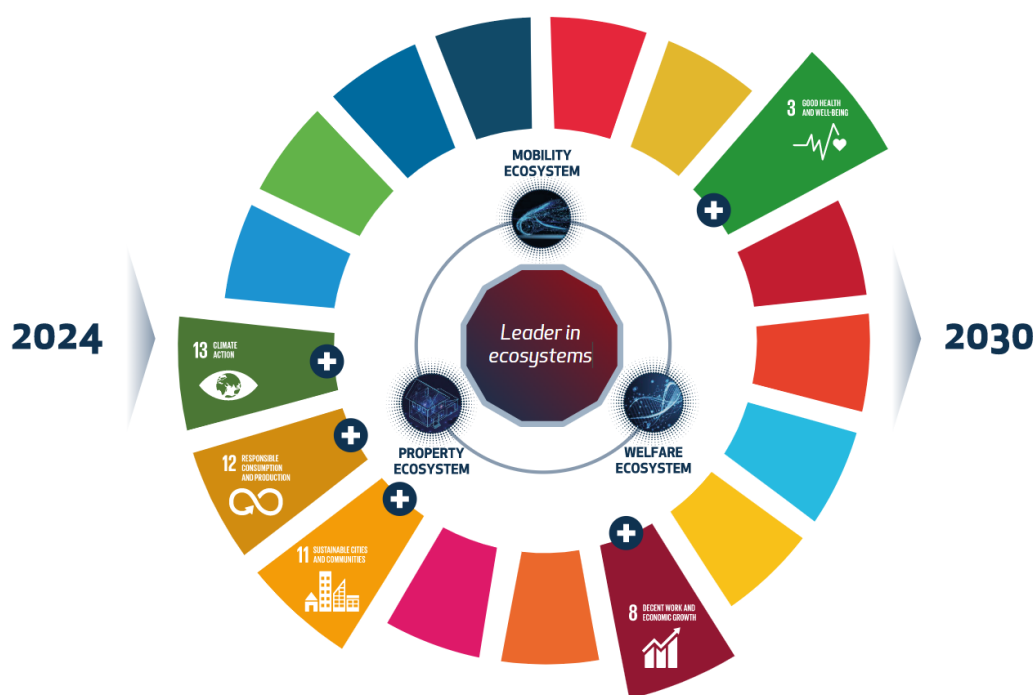 3 GOOD HEALTH
AND WELL-BEING
MOBILITY
ECOSYSTEM
2024
Leader in
ecosystems
2030
13 CLIMATE
ACTION
PROPERTY
ECOSYSTEM
WELFARE
ECOSYSTEM
12 RESPONSIBLE
CONSUMPTION
AND PRODUCTION
11 SUSTAINABLE CITIES
AND COMMUNITIES
8 DECENT WORK AND
ECONOMIC GROWTH